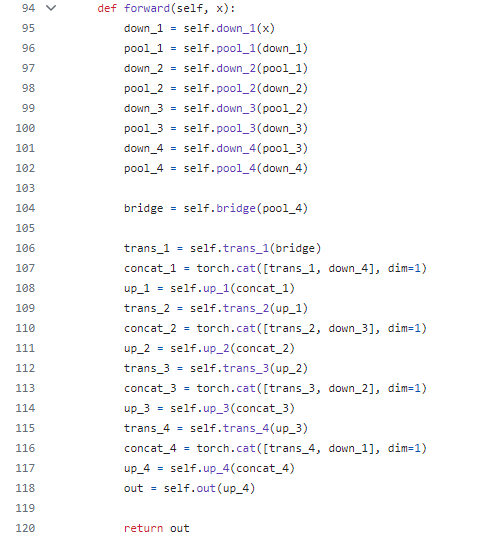 94 def forward(self, x):
95 down_1 = self.down_1(x)
96 pool_1 = self.pool_1(down_1)
97 down_2 = self.down_2(pool_1)
98 pool_2 = self.pool_2(down_2)
99 down_3 = self.down_3(pool_2)
100 pool_3 = self.pool_3(down_3)
101 down_4 = self.down_4(pool_3)
102 pool_4 = self.pool_4(down_4)
103
104 bridge = self.bridge(pool_4)
105
106 trans_1 = self.trans_1(bridge)
107 concat_1 = torch.cat([trans_1, down_4], dim=1)
108 up_1 = self.up_1(concat_1)
109 trans_2 = self.trans_2(up_1)
110 concat_2 = torch.cat([trans_2, down_3], dim=1)
111 up_2 = self.up_2(concat_2)
112 trans_3 = self.trans_3(up_2)
113 concat_3 = torch.cat([trans_3, down_2], dim=1)
114 up_3 = self.up_3(concat_3)
115 trans_4 = self.trans_4(up_3)
116 concat_4 = torch.cat([trans_4, down_1], dim=1)
117 up_4 = self.up_4(concat_4)
118 out = self.out(up_4)
119
120 return out